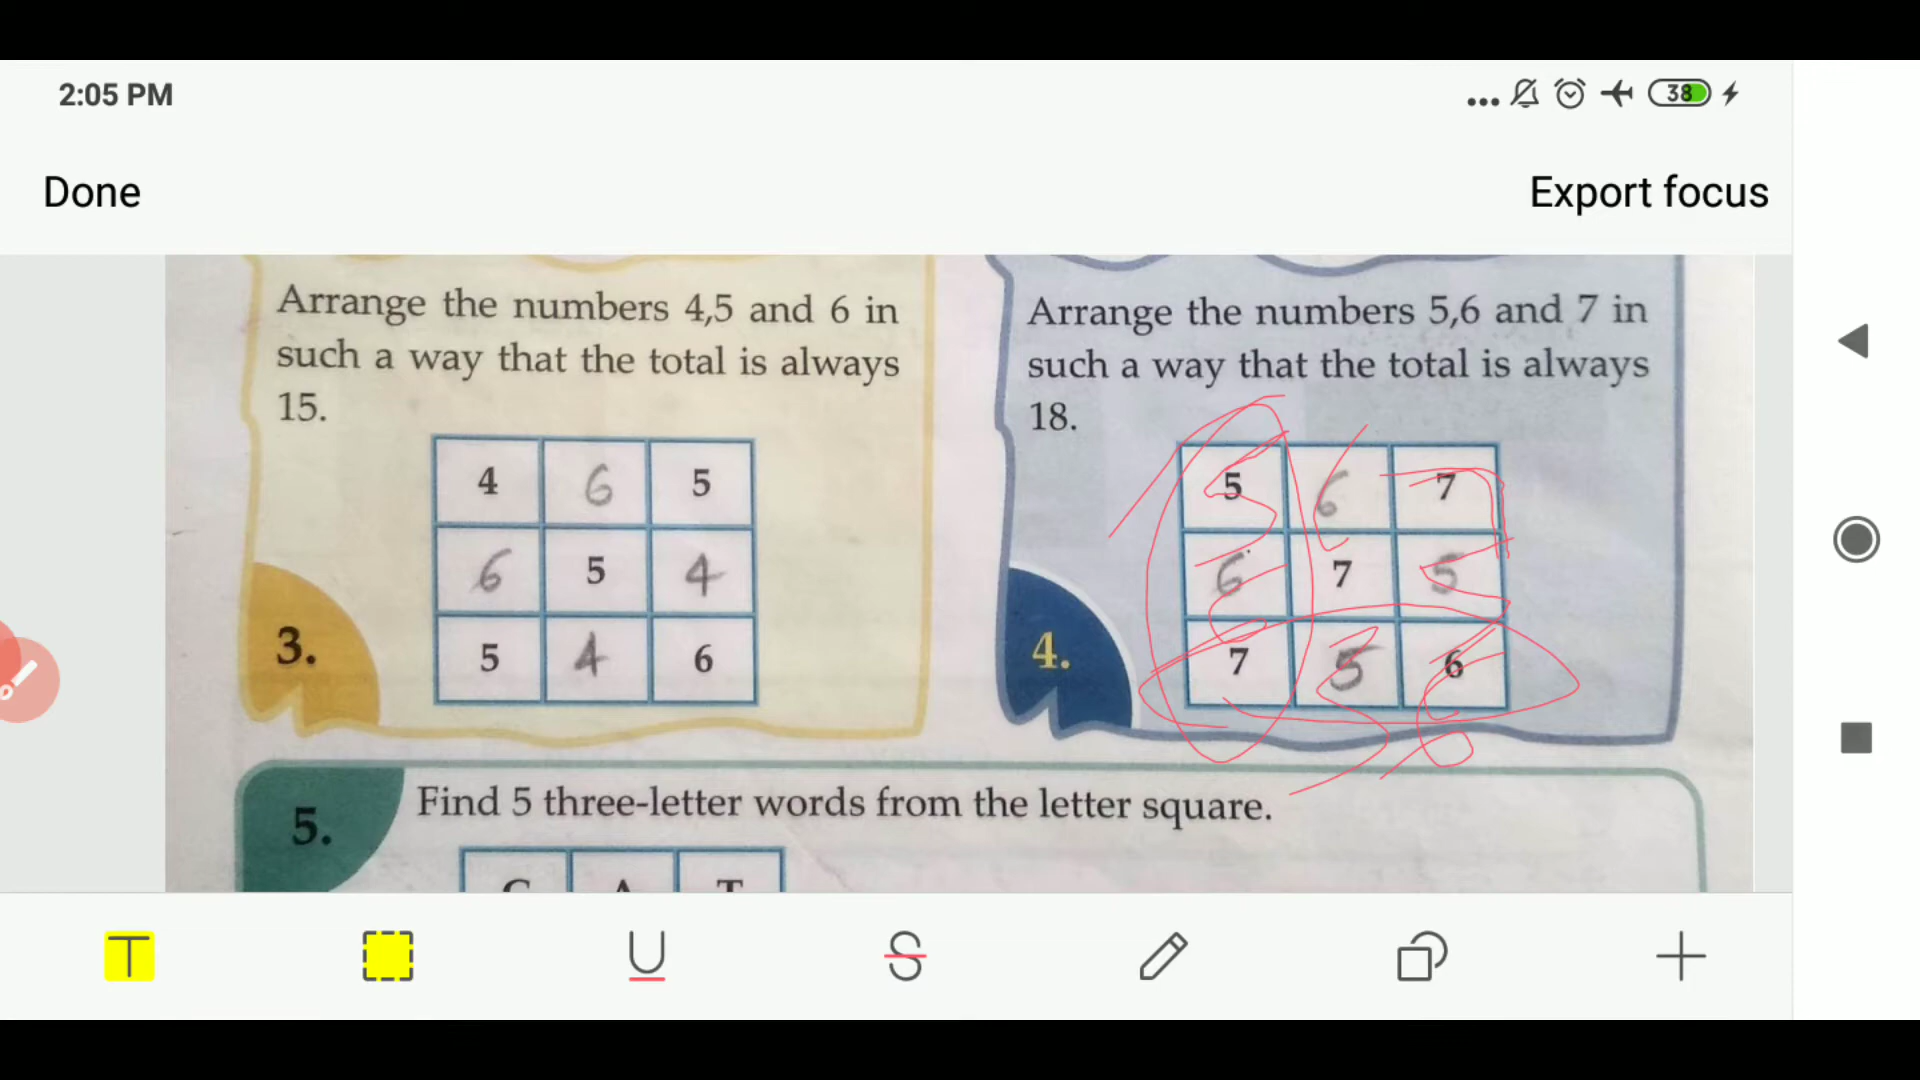 2:05 PM
38
Done
Export focus
Arrange the numbers 4,5 and 6 in
such a way that the total is always
15.
4 6 5
6 5 4
5 4 6
3.
Arrange the numbers 5,6 and 7 in
such a way that the total is always
18.
5 6 7
6 7 5
7 5 6
4.
5.
Find 5 three-letter words from the letter square.
C A T
T
U
S